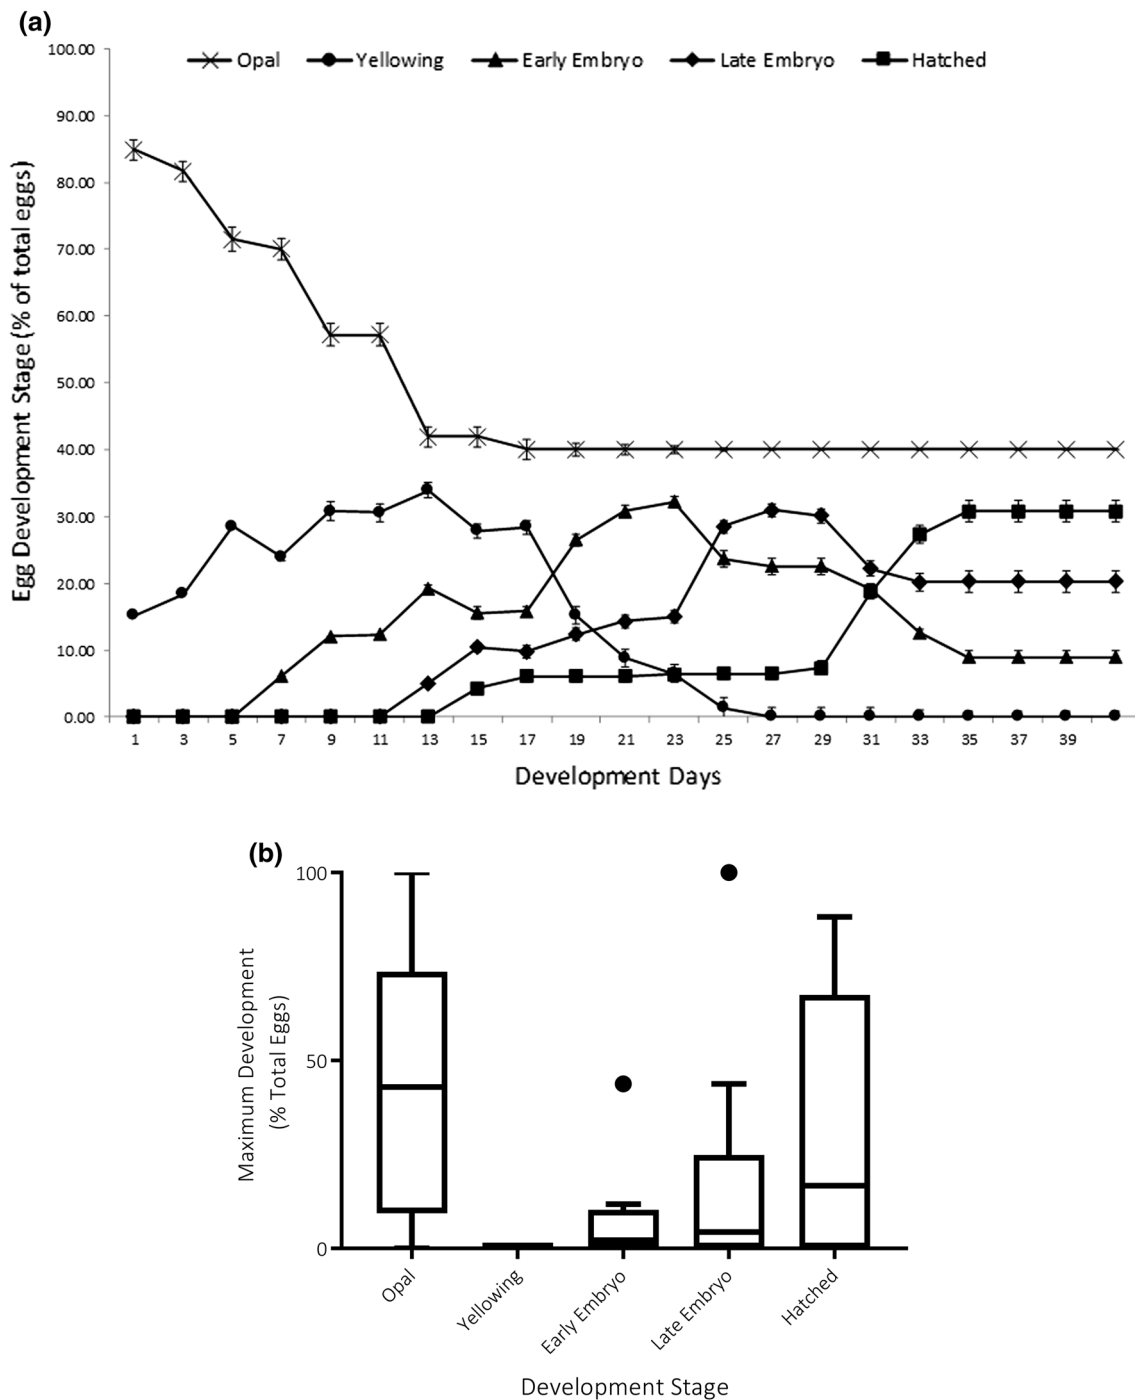 (a)
Opal Yellowing Early Embryo Late Embryo Hatched
Egg Development Stage (% of total eggs)
100.00
90.00
80.00
70.00
60.00
50.00
40.00
30.00
20.00
10.00
0.00
1 3 5 7 9 11 13 15 17 19 21 23 25 27 29 31 33 35 37 39
Development Days
(b)
Maximum Development
(% Total Eggs)
100
50
0
Opal
Yellowing
Early Embryo
Late Embryo
Hatched
Development Stage